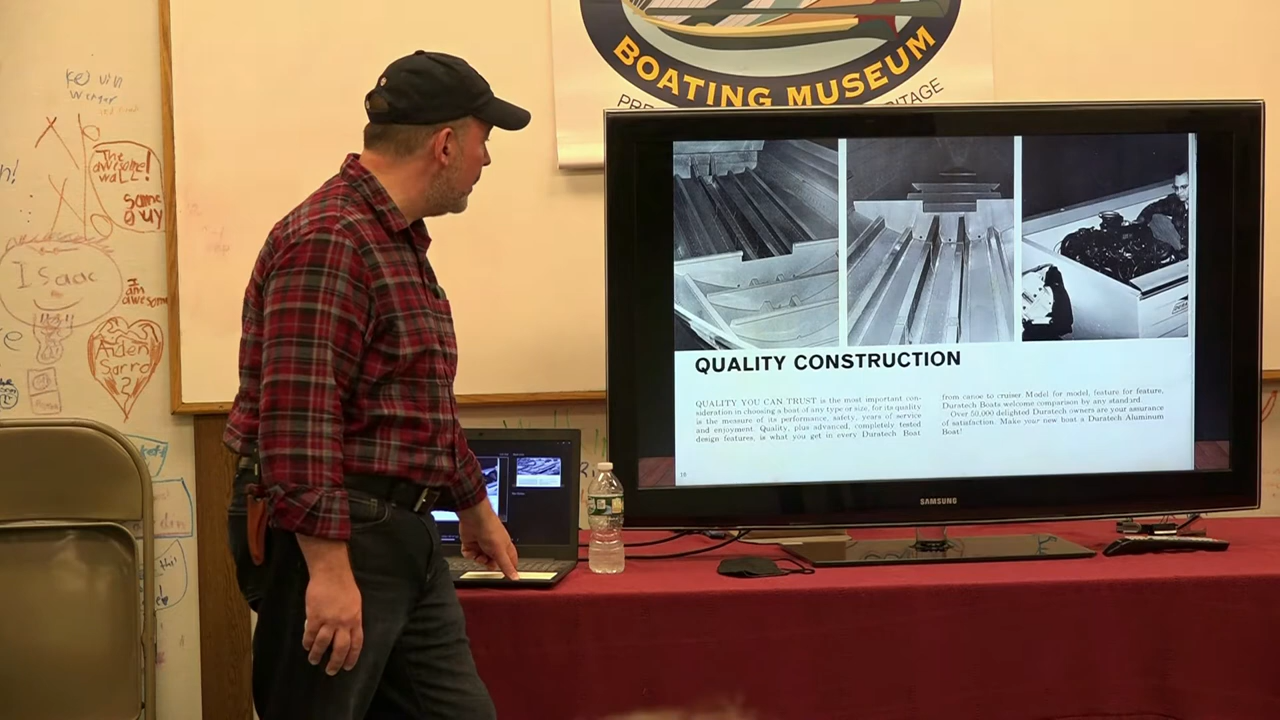 BOATING MUSEUM
The
awesome!
wall!
some
guy
Isaac
I
am
awesome
Aiden
QUALITY CONSTRUCTION
QUALITY YOU CAN TRUST is the most important con-
sideration in choosing a boat of any type or size, for its quality
is the measure of its performance, safety, years of service
and enjoyment. Quality, plus advanced, completely tested
design features, is what you get in every Duratech Boat
from canoe to cruiser. Model for model, feature for feature,
Duratech Boats welcome comparison by any standard.
Over 50,000 delighted Duratech owners are your assurance
of satisfaction. Make your new boat a Duratech Aluminum
Boat!
16
SAMSUNG